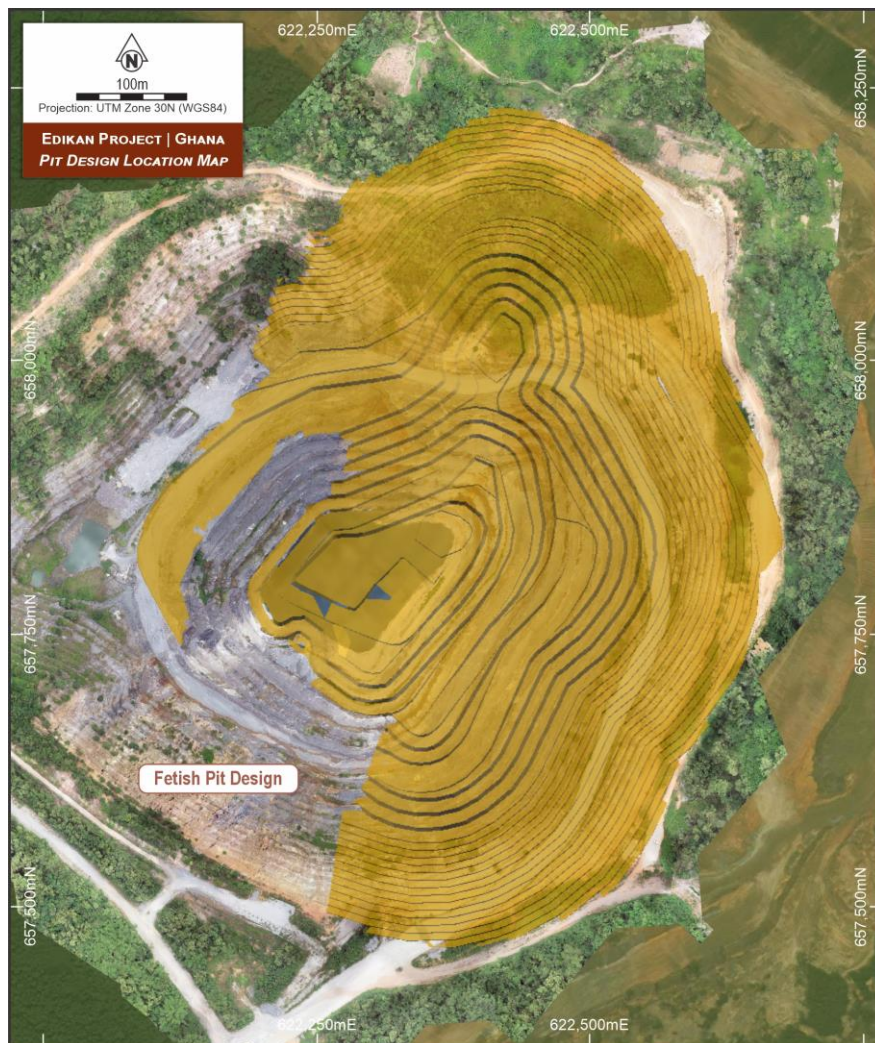 622,250mE
622,500mE
N
100m
Projection: UTM Zone 30N (WGS84)
EDIKAN PROJECT | GHANA
PIT DESIGN LOCATION MAP
658,250mN
658,000mN
658,000mN
657,750mN
657,750mN
Fetish Pit Design
657,500mN
657,500mN
622,250mE
622,500mE